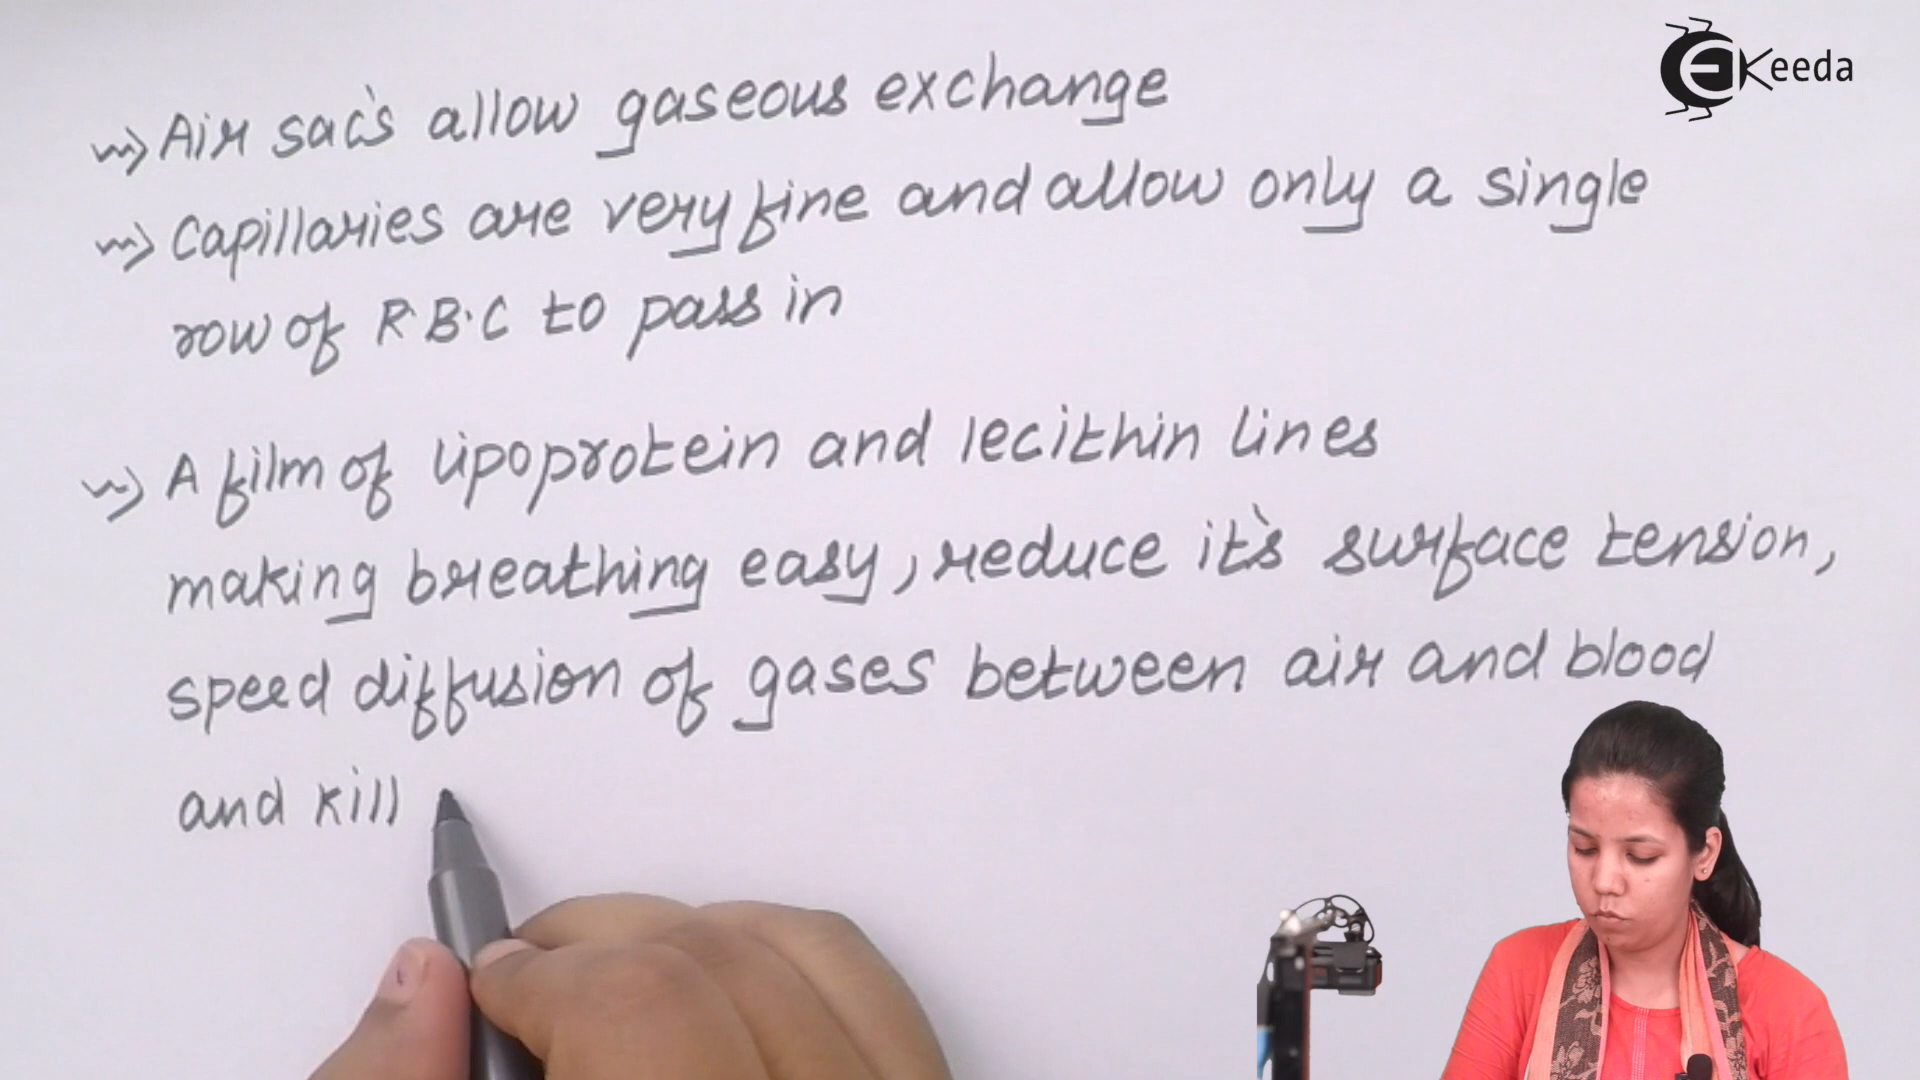 EKeeda
Air sac's allow gaseous exchange
Capillaries are very fine and allow only a single
row of R.B.C to pass in
A film of lipoprotein and lecithin lines
making breathing easy, reduce it's surface tension,
speed diffusion of gases between air and blood
and kill